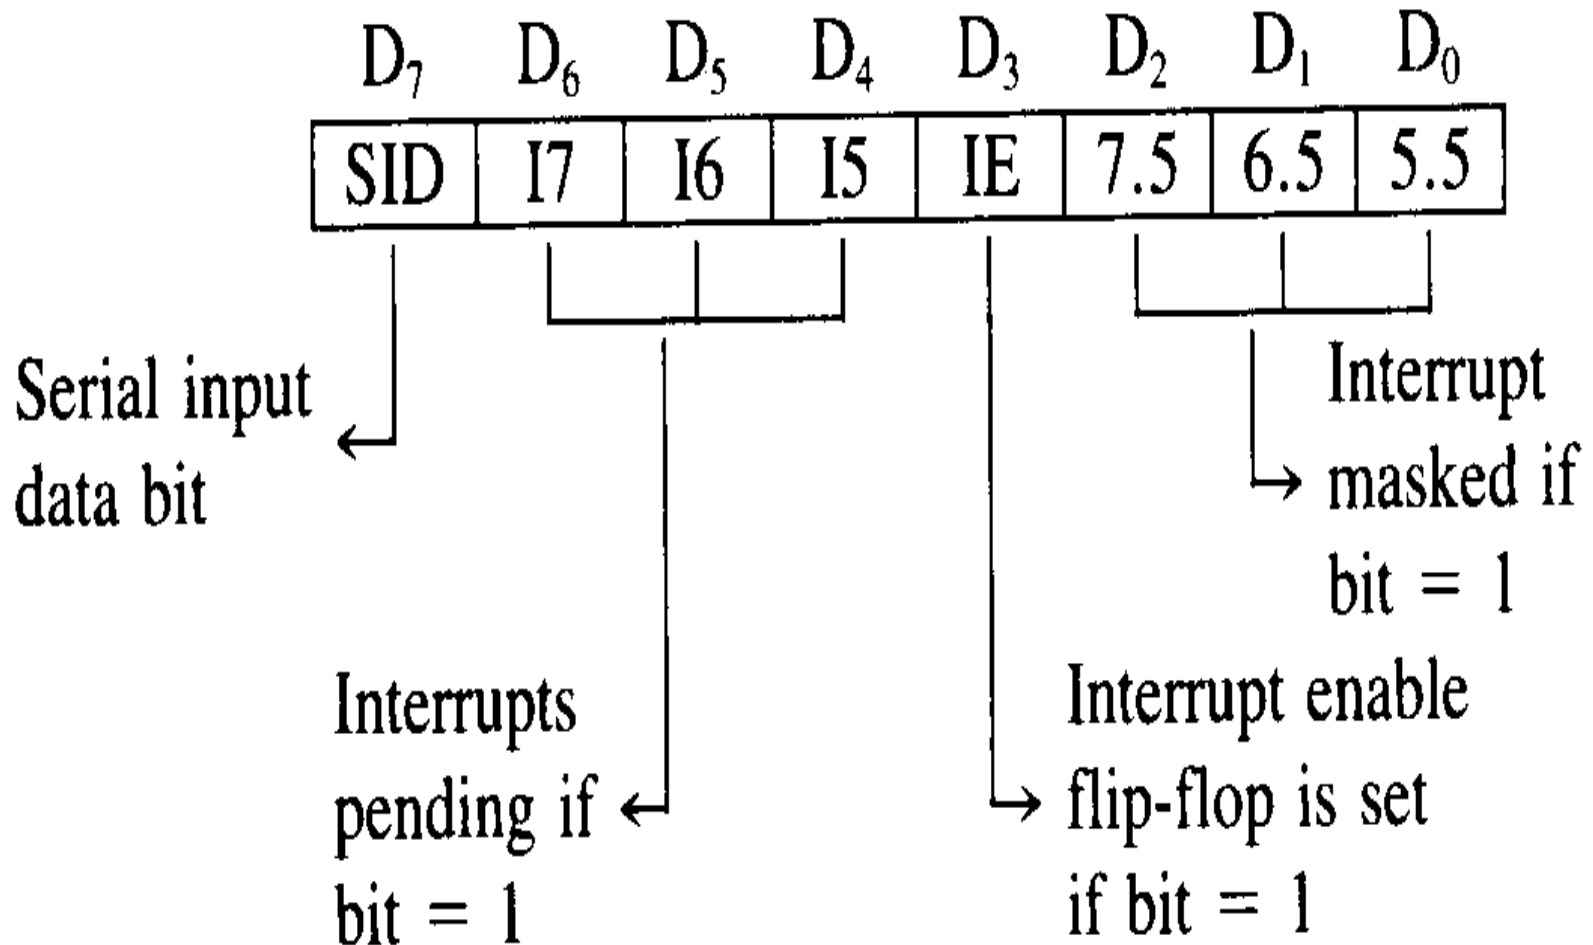 D₇ D₆ D₅ D₄ D₃ D₂ D₁ D₀
SID I7 I6 I5 IE 7.5 6.5 5.5
Serial input
data bit
Interrupt
masked if
bit = 1
Interrupts
pending if
bit = 1
Interrupt enable
flip-flop is set
if bit = 1